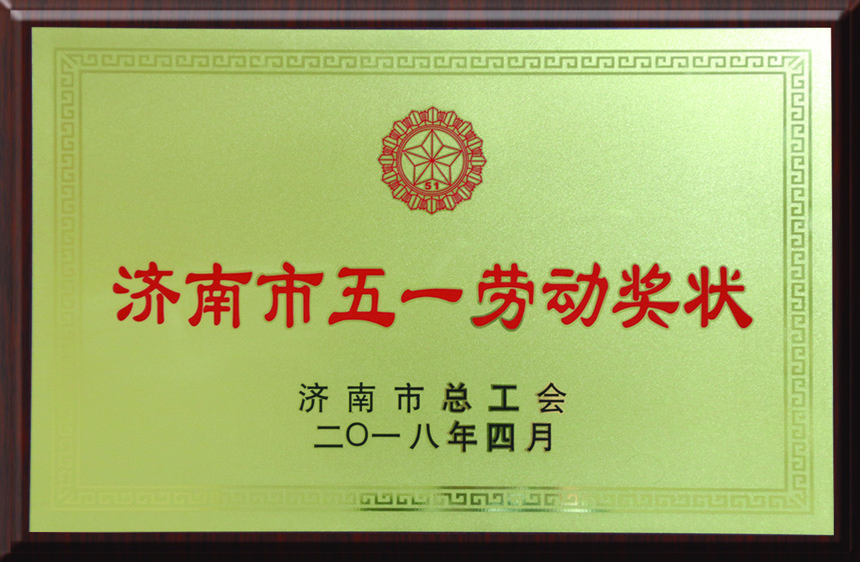 51
济南市五一劳动奖状
济南市总工会
二〇一八年四月